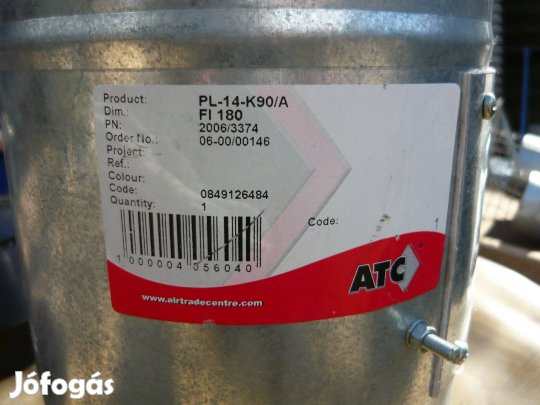 Product: PL-14-K90/A
Dim.: FI 180
PN: 2006/3374
Order No.: 06-00/00146
Project:
Ref.:
Colour:
Code: 0849126484
Quantity: 1
Code: 1
1 000004 056040
ATC
www.airtradecentre.com
Jófogás